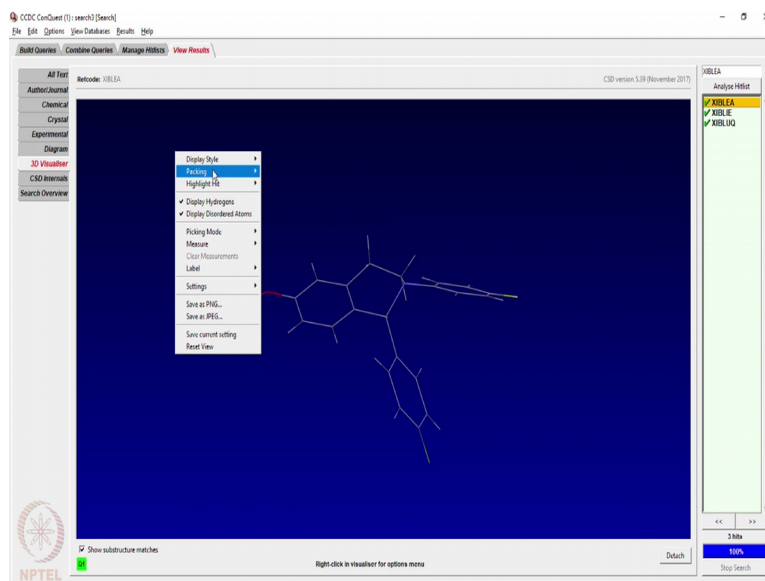 CCDC ConQuest (1) : search3 [Search]
File Edit Options View Databases Results Help
Build Queries Combine Queries Manage Hitlists View Results
All Text
Author/Journal
Chemical
Crystal
Experimental
Diagram
3D Visualiser
CSD Internals
Search Overview
Refcode: XIBLEA
CSD version 5.39 (November 2017)
Display Style
Packing
Highlight Hit
Display Hydrogens
Display Disordered Atoms
Picking Mode
Measure
Clear Measurements
Label
Settings
Save as PNG...
Save as JPEG...
Save current setting
Reset View
XIBLEA
Analyse Hitlist
XIBLEA
XIBLIE
XIBLUQ
<< >>
3 hits
100%
Stop Search
Show substructure matches
Q1
Right-click in visualiser for options menu
Detach
NPTEL